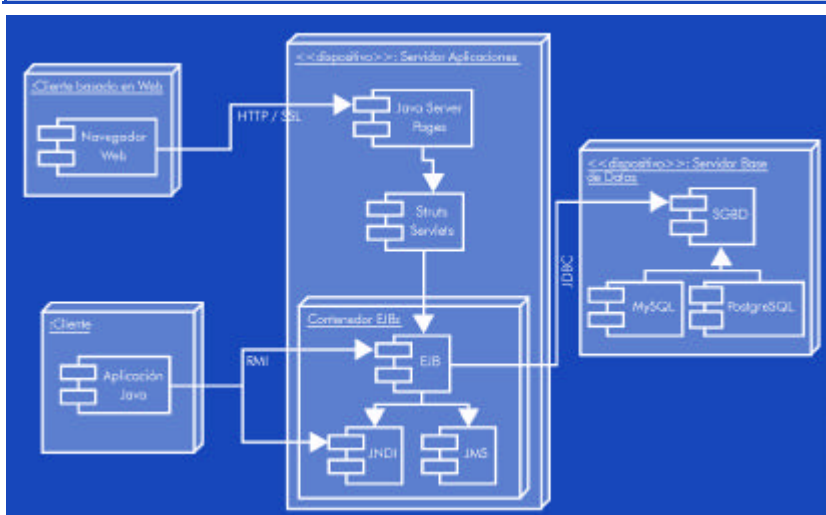 <<dispositivo>>: Servidor Aplicaciones
:Cliente basado en Web
Navegador
Web
HTTP / SSL
Java Server
Pages
Struts
Servlets
<<dispositivo>>: Servidor Base
de Datos
SGBD
MySQL
PostgreSQL
JDBC
Contenedor EJBs
:Cliente
Aplicación
Java
RMI
EJB
JNDI
JMS